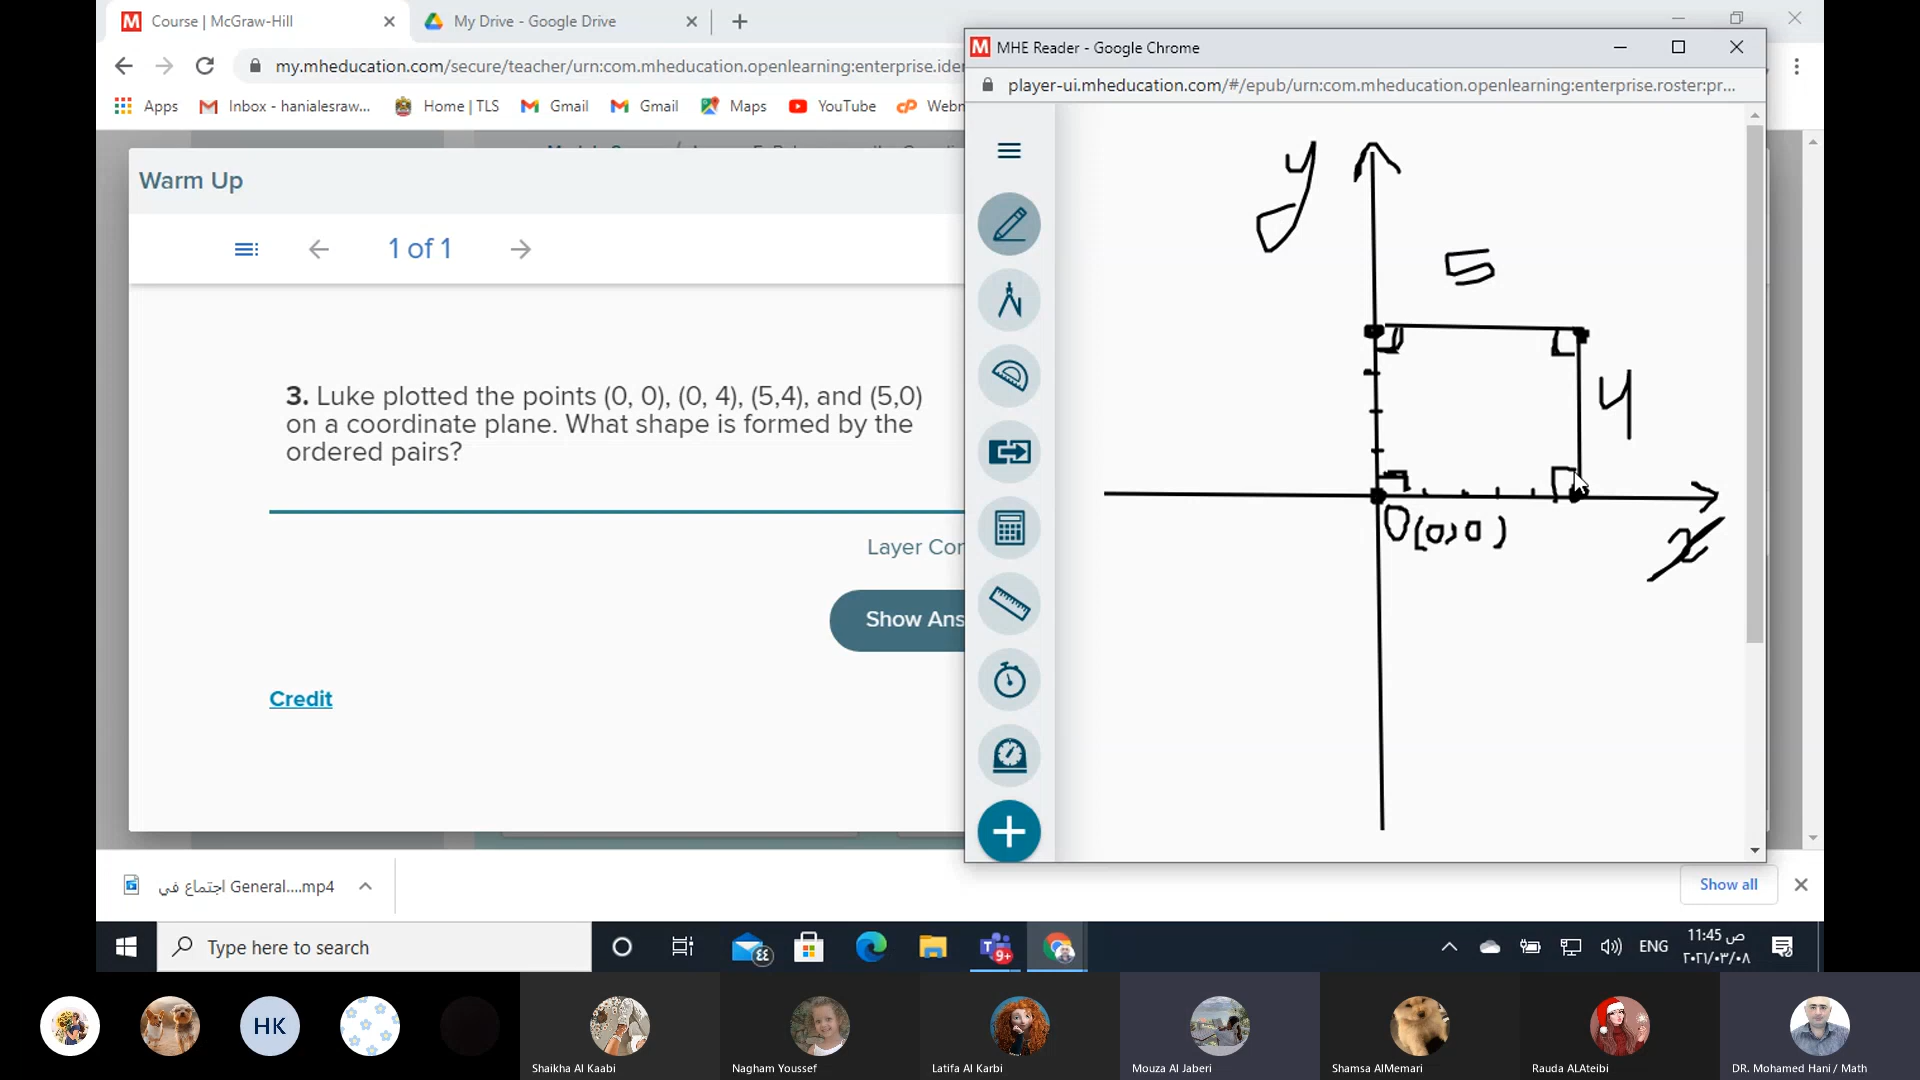 Course | McGraw-Hill
My Drive - Google Drive
my.mheducation.com/secure/teacher/urn:com.mheducation.openlearning:enterprise.iden
Apps
Inbox - hanialesraw...
Home | TLS
Gmail
Gmail
Maps
YouTube
Webn
Warm Up
1 of 1
3. Luke plotted the points (0, 0), (0, 4), (5,4), and (5,0)
on a coordinate plane. What shape is formed by the
ordered pairs?
Layer Con
Show Ans
Credit
MHE Reader - Google Chrome
player-ui.mheducation.com/#/epub/urn:com.mheducation.openlearning:enterprise.roster:pr...
y
5
4
O(0,0)
x
اجتماع في General....mp4
Show all
Type here to search
٤٤
9+
ENG
11:45 ص
٢٠٢١/٠٣/٠٨
HK
Shaikha Al Kaabi
Nagham Youssef
Latifa Al Karbi
Mouza Al Jaberi
Shamsa AlMemari
Rauda ALAteibi
DR. Mohamed Hani / Math